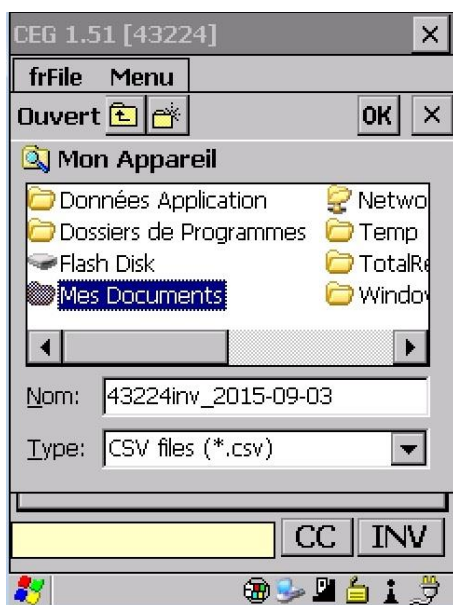 CEG 1.51 [43224]
frFile Menu
Ouvert OK
Mon Appareil
Données Application Netwo
Dossiers de Programmes Temp
Flash Disk TotalRe
Mes Documents Windov
Nom: 43224inv_2015-09-03
Type: CSV files (*.csv)
CC INV